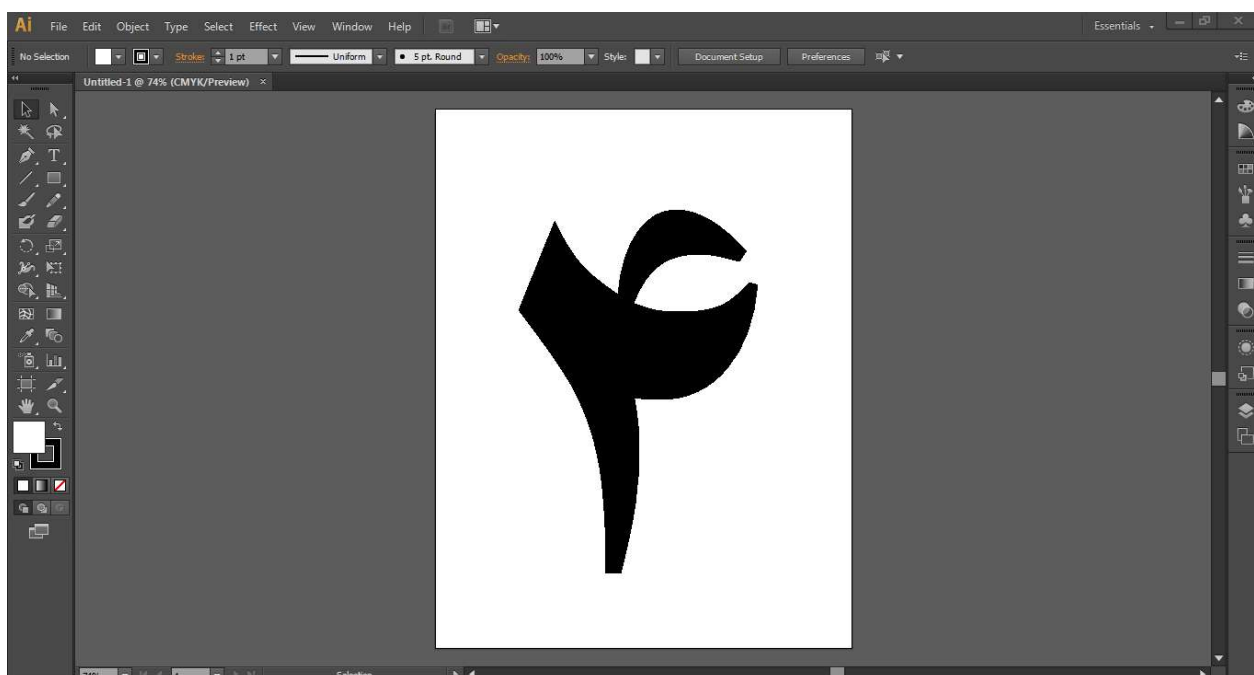 Ai File Edit Object Type Select Effect View Window Help Essentials
No Selection Stroke: 1 pt Uniform 5 pt. Round Opacity: 100% Style: Document Setup Preferences
Untitled-1 @ 74% (CMYK/Preview) ×
۴